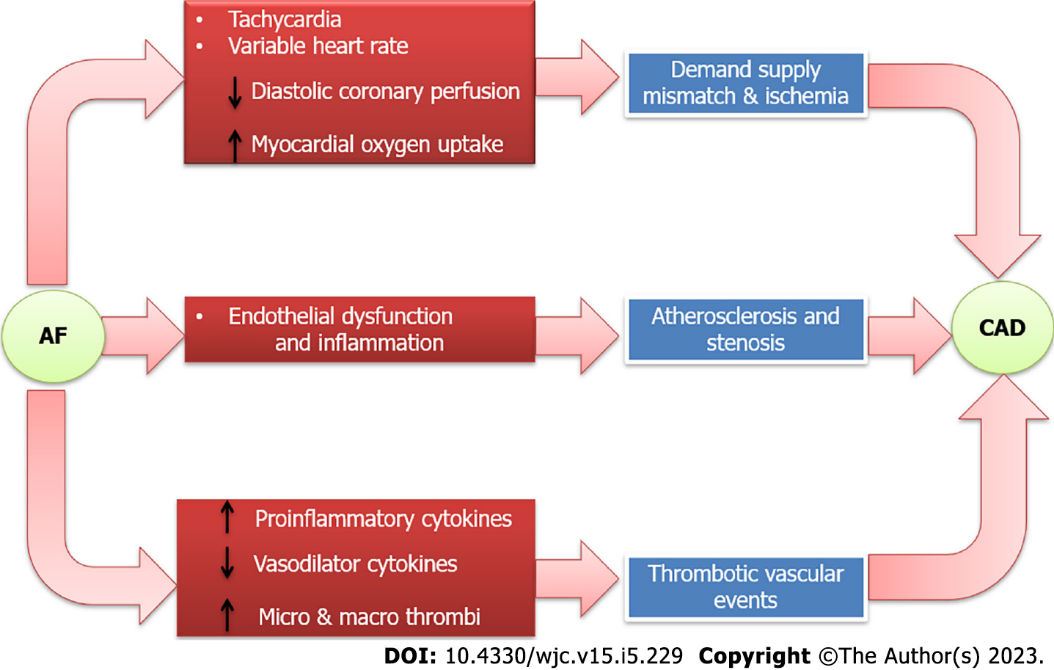 • Tachycardia
• Variable heart rate
↓ Diastolic coronary perfusion
↑ Myocardial oxygen uptake
Demand supply
mismatch & ischemia
AF
• Endothelial dysfunction
and inflammation
Atherosclerosis and
stenosis
CAD
↑ Proinflammatory cytokines
↓ Vasodilator cytokines
↑ Micro & macro thrombi
Thrombotic vascular
events
DOI: 10.4330/wjc.v15.i5.229 Copyright ©The Author(s) 2023.